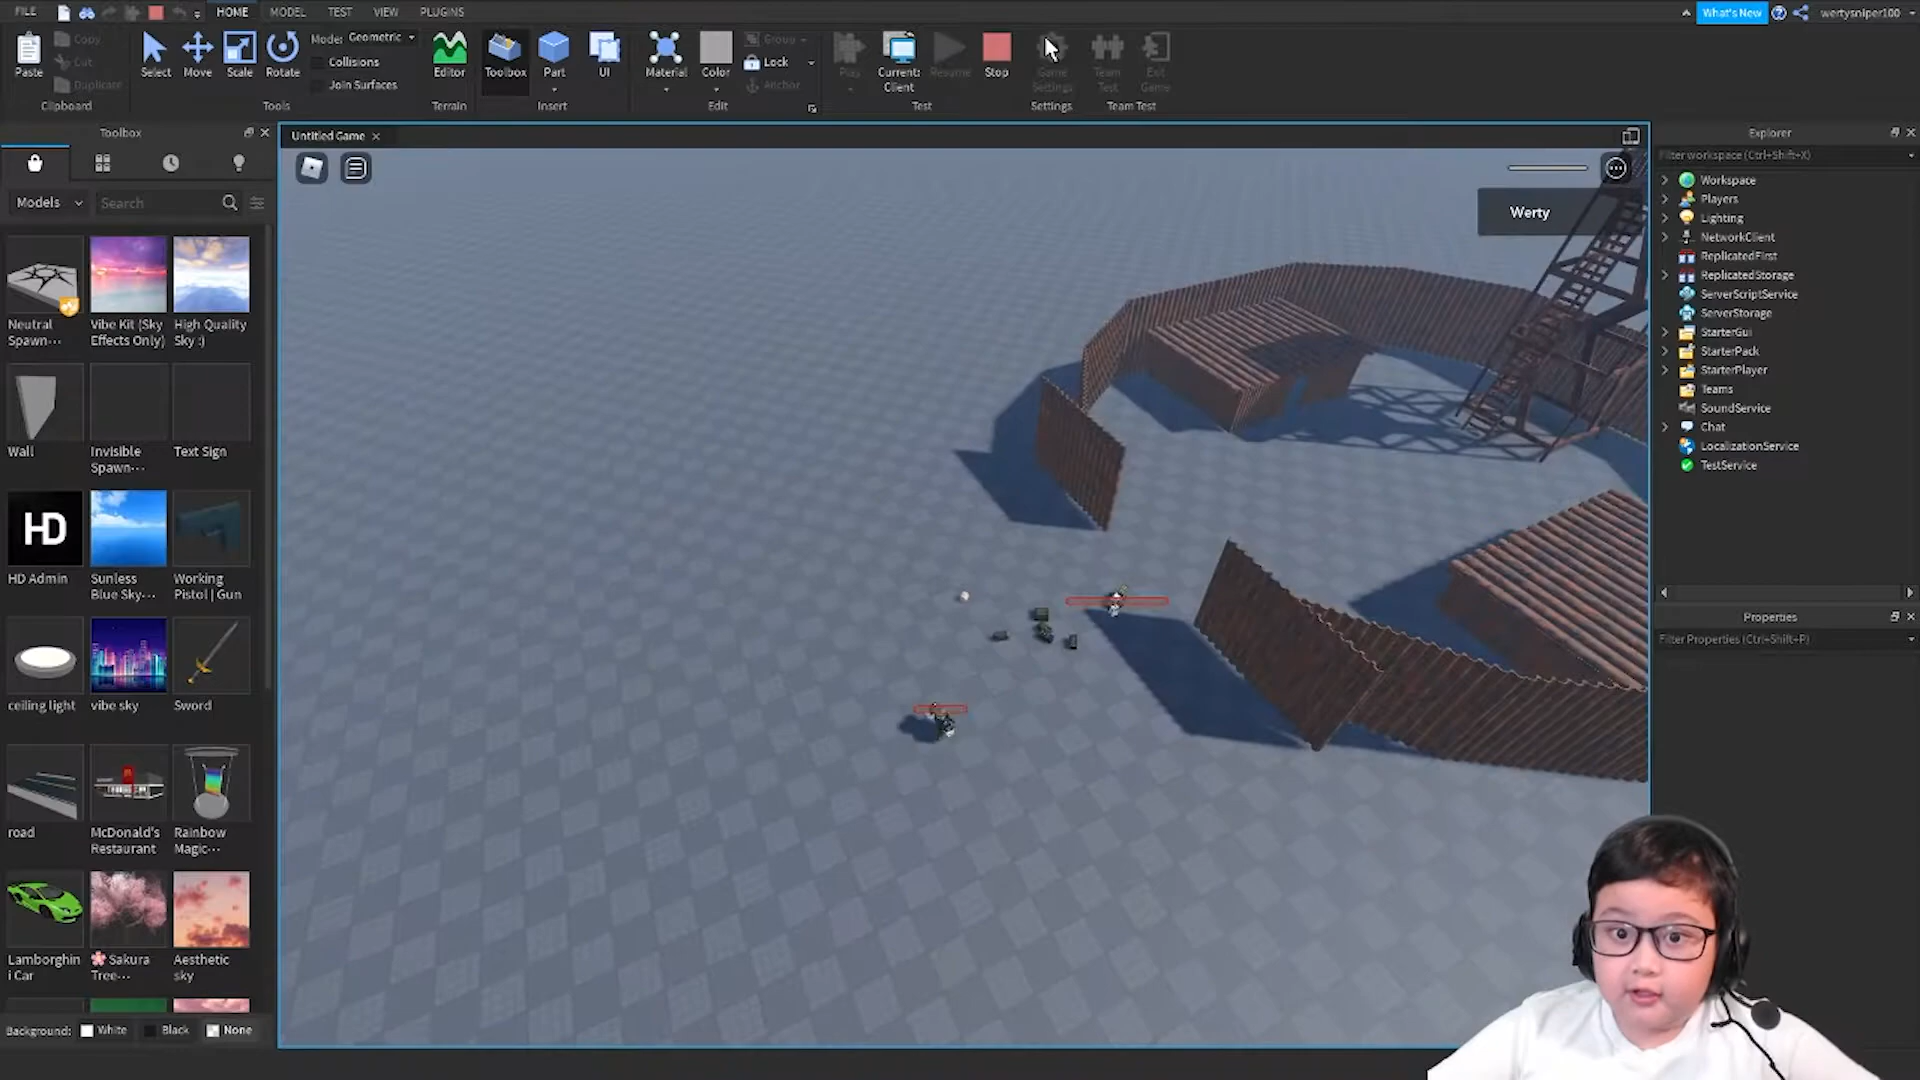 FILE HOME MODEL TEST VIEW PLUGINS What's New wertysniper100
Copy
Cut
Duplicate
Paste
Clipboard
Select Move Scale Rotate
Mode: Geometric
Collisions
Join Surfaces
Tools
Editor
Terrain
Toolbox Part UI
Insert
Material Color
Group
Lock
Anchor
Edit
Play
Current:
Client
Resume Stop
Test
Game
Settings
Settings
Team
Test
Exit
Game
Team Test
Toolbox
Models Search
Neutral
Spawn...
Vibe Kit (Sky
Effects Only)
High Quality
Sky :)
Wall
Invisible
Spawn...
Text Sign
HD
HD Admin
Sunless
Blue Sky...
Working
Pistol | Gun
ceiling light
vibe sky
Sword
road
McDonald's
Restaurant
Rainbow
Magic...
Lamborghin
i Car
🌸 Sakura
Tree...
Aesthetic
sky
Background: White Black None
Untitled Game
Werty
Explorer
Filter workspace (Ctrl+Shift+X)
Workspace
Players
Lighting
NetworkClient
ReplicatedFirst
ReplicatedStorage
ServerScriptService
ServerStorage
StarterGui
StarterPack
StarterPlayer
Teams
SoundService
Chat
LocalizationService
TestService
Properties
Filter Properties (Ctrl+Shift+P)